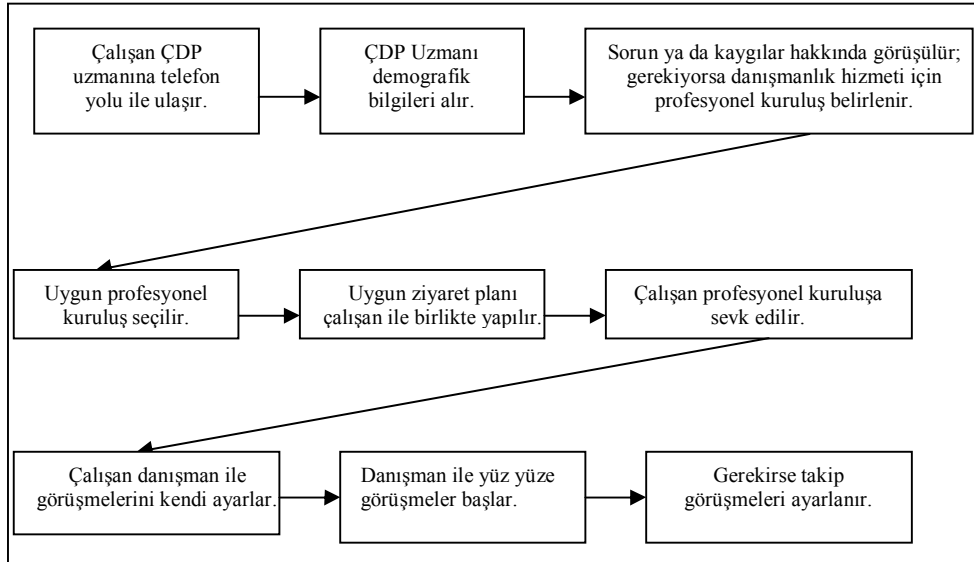 Çalışan ÇDP
uzmanına telefon
yolu ile ulaşır.
ÇDP Uzmanı
demografik
bilgileri alır.
Sorun ya da kaygılar hakkında görüşülür;
gerekiyorsa danışmanlık hizmeti için
profesyonel kuruluş belirlenir.
Uygun profesyonel
kuruluş seçilir.
Uygun ziyaret planı
çalışan ile birlikte yapılır.
Çalışan profesyonel kuruluşa
sevk edilir.
Çalışan danışman ile
görüşmelerini kendi ayarlar.
Danışman ile yüz yüze
görüşmeler başlar.
Gerekirse takip
görüşmeleri ayarlanır.